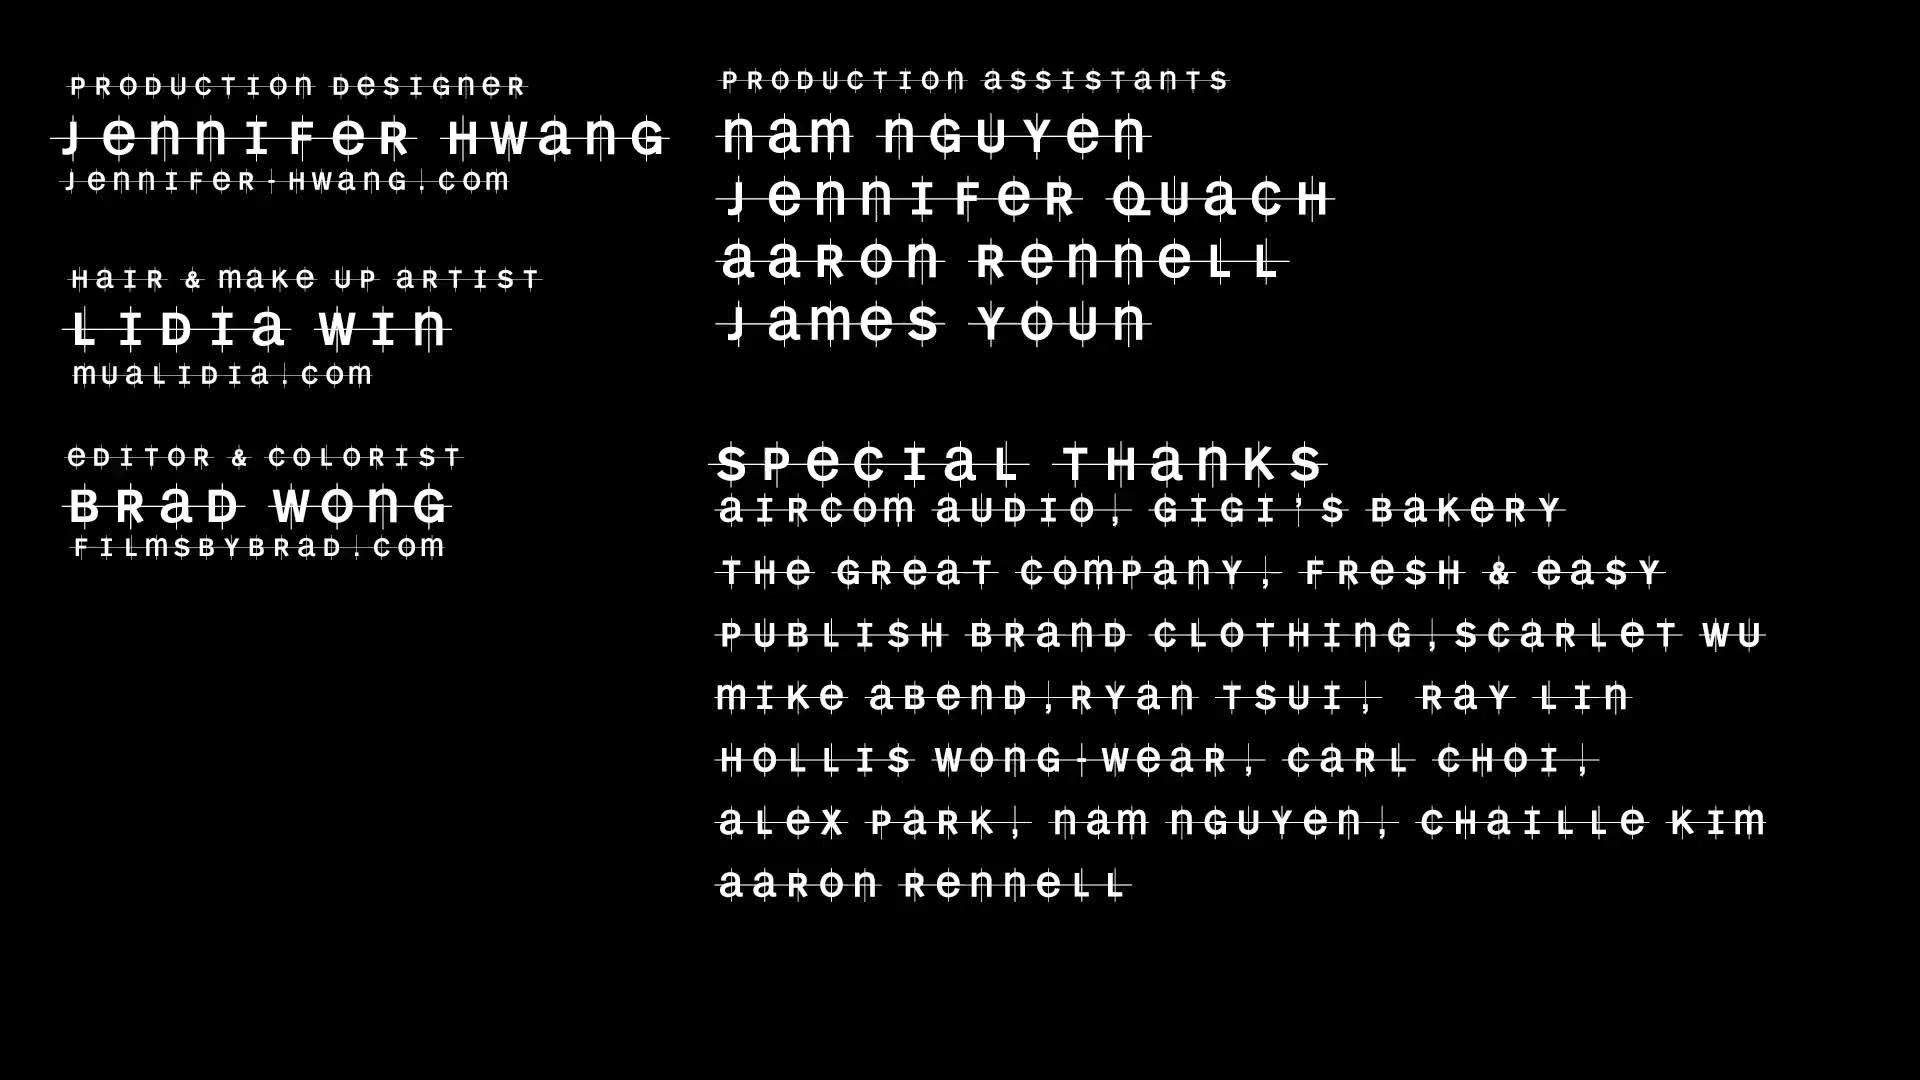 PRODUCTION DESIGNER
JENNIFER HWANG
JENNIFER-HWANG.COM
HAIR & MAKE UP ARTIST
LIDIA WIN
MUALIDIA.COM
EDITOR & COLORIST
BRAD WONG
FILMSBYBRAD.COM
PRODUCTION ASSISTANTS
NAM NGUYEN
JENNIFER QUACH
AARON RENNELL
JAMES YOUN
SPECIAL THANKS
AIRCOM AUDIO, GIGI'S BAKERY
THE GREAT COMPANY, FRESH & EASY
PUBLISH BRAND CLOTHING,SCARLET WU
MIKE ABEND,RYAN TSUI, RAY LIN
HOLLIS WONG-WEAR, CARL CHOI,
ALEX PARK, NAM NGUYEN, CHAILLE KIM
AARON RENNELL